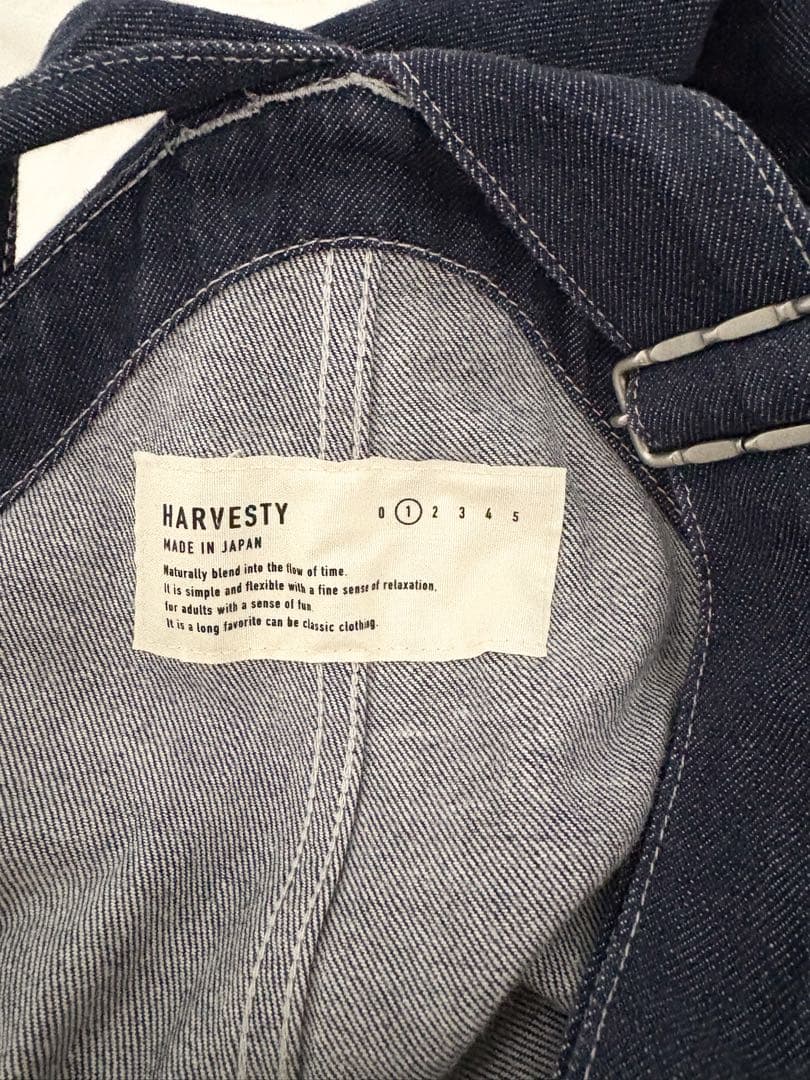 HARVESTY
0 1 2 3 4 5
MADE IN JAPAN
Naturally blend into the flow of time.
It is simple and flexible with a fine sense of relaxation,
for adults with a sense of fun.
It is a long favorite can be classic clothing.